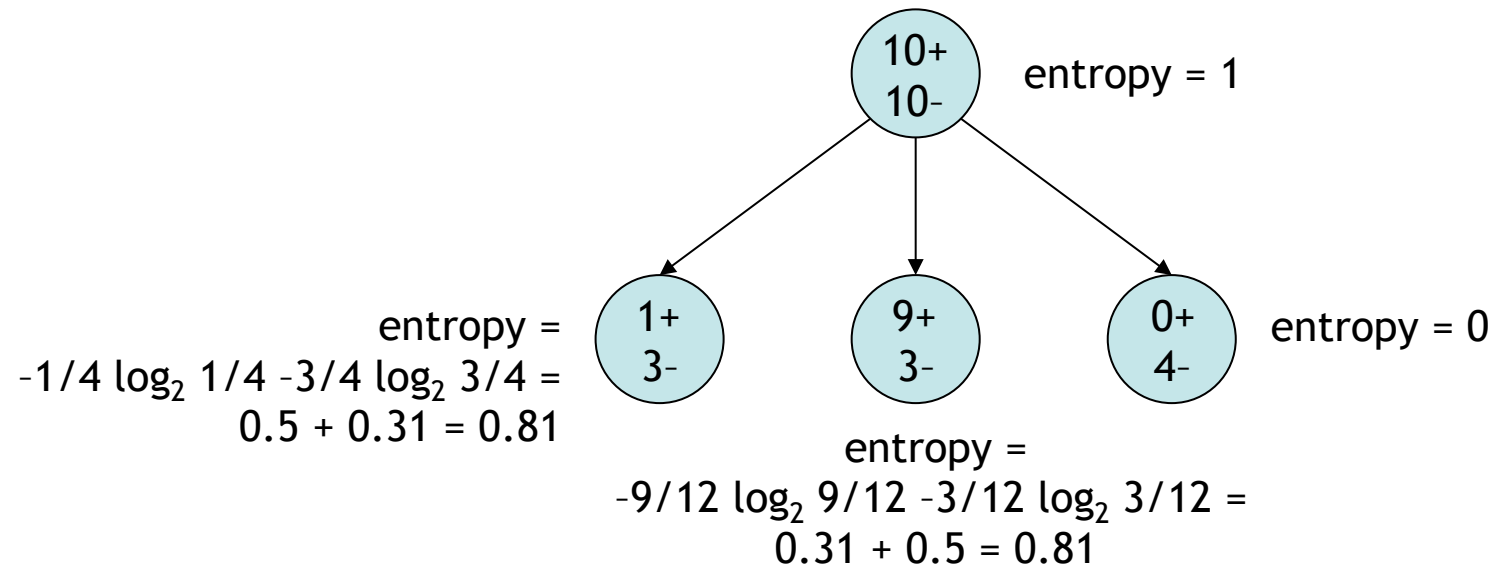 10+
10–
entropy = 1
entropy =
–1/4 log₂ 1/4 –3/4 log₂ 3/4 =
0.5 + 0.31 = 0.81
1+
3–
9+
3–
entropy =
–9/12 log₂ 9/12 –3/12 log₂ 3/12 =
0.31 + 0.5 = 0.81
0+
4–
entropy = 0